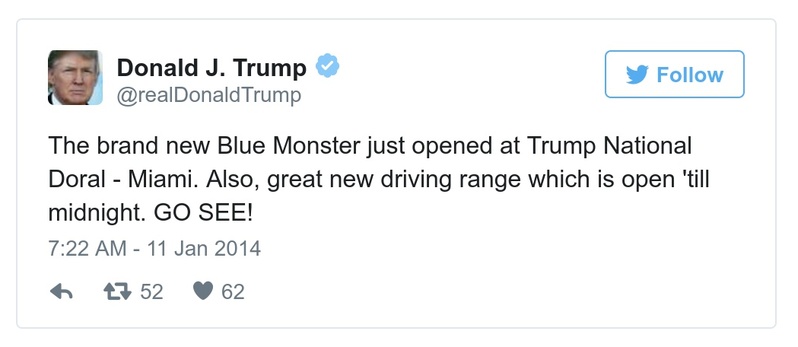 Donald J. Trump
@realDonaldTrump
Follow
The brand new Blue Monster just opened at Trump National
Doral - Miami. Also, great new driving range which is open 'till
midnight. GO SEE!
7:22 AM - 11 Jan 2014
52 62